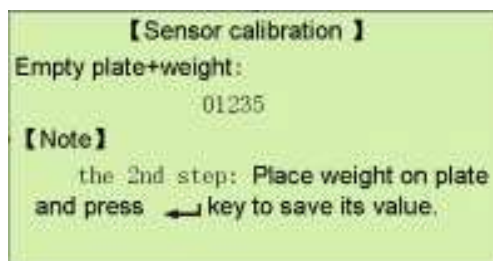 【Sensor calibration 】
Empty plate+weight:
01235
【Note】
the 2nd step: Place weight on plate
and press ↵ key to save its value.